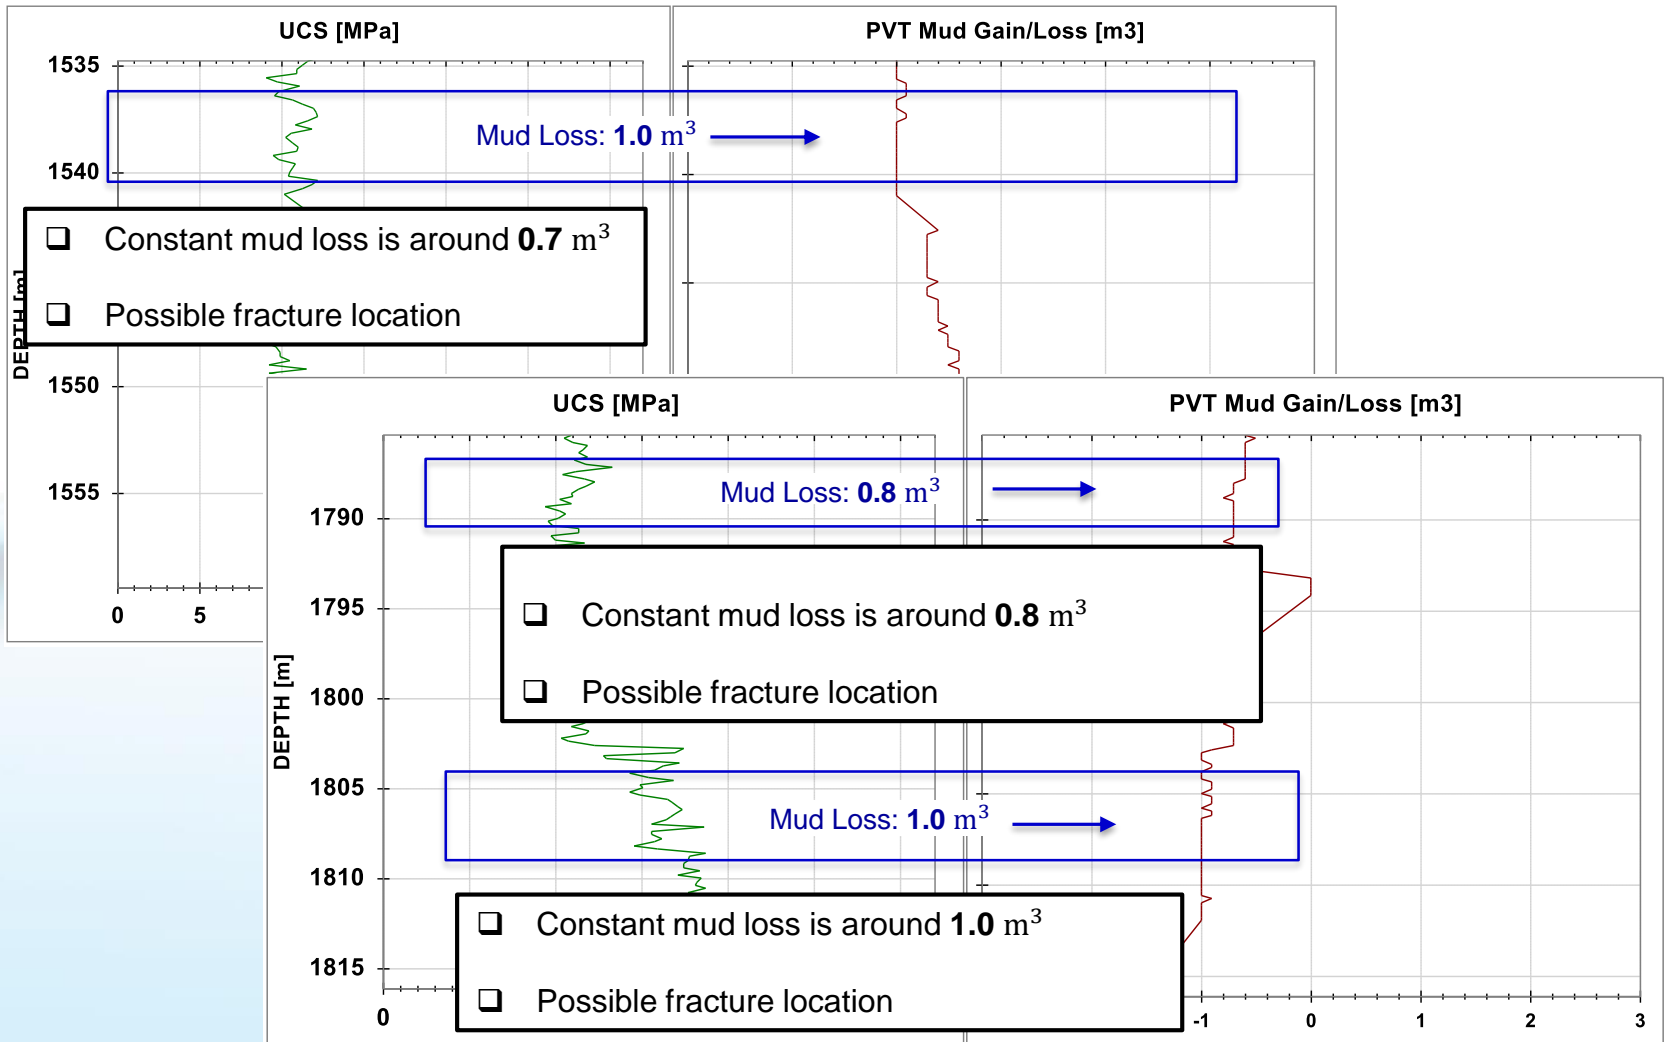 UCS [MPa]
PVT Mud Gain/Loss [m3]
1535
Mud Loss: 1.0 m³
1540
❑ Constant mud loss is around 0.7 m³
❑ Possible fracture location
DEPTH [m]
1550
1555
0 5
UCS [MPa]
PVT Mud Gain/Loss [m3]
Mud Loss: 0.8 m³
1790
❑ Constant mud loss is around 0.8 m³
❑ Possible fracture location
1795
1800
DEPTH [m]
1805
Mud Loss: 1.0 m³
1810
❑ Constant mud loss is around 1.0 m³
❑ Possible fracture location
1815
0
-1 0 1 2 3